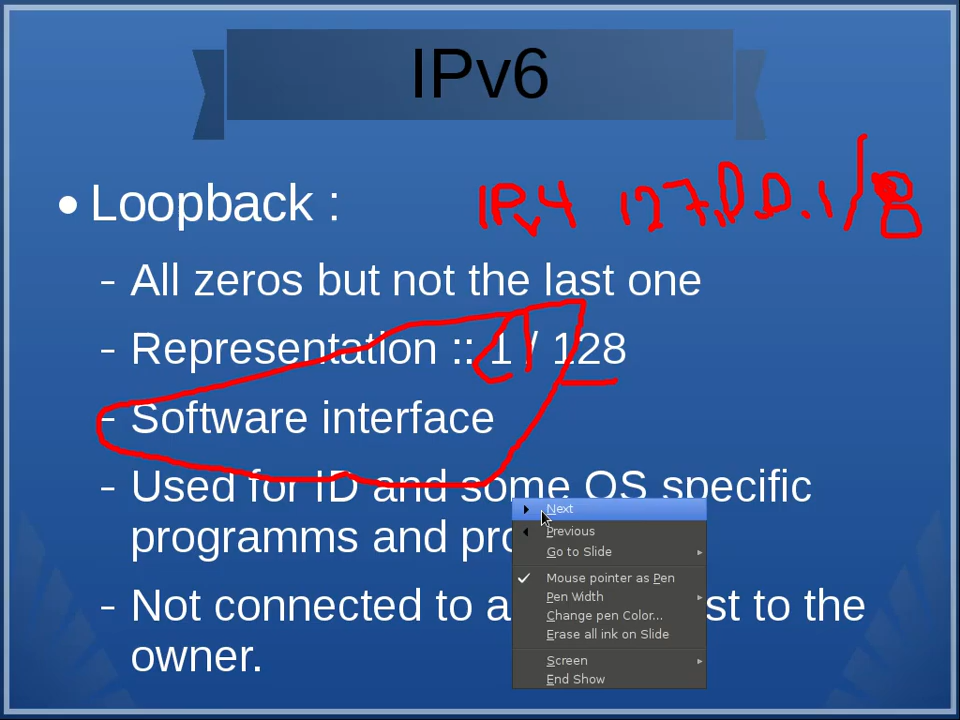 IPv6
Loopback :
IPv4 127.0.0.1/8
- All zeros but not the last one
- Representation :: 1 / 128
- Software interface
- Used for ID and some OS specific
programms and pro
- Not connected to a st to the
owner.
Next
Previous
Go to Slide
Mouse pointer as Pen
Pen Width
Change pen Color...
Erase all ink on Slide
Screen
End Show